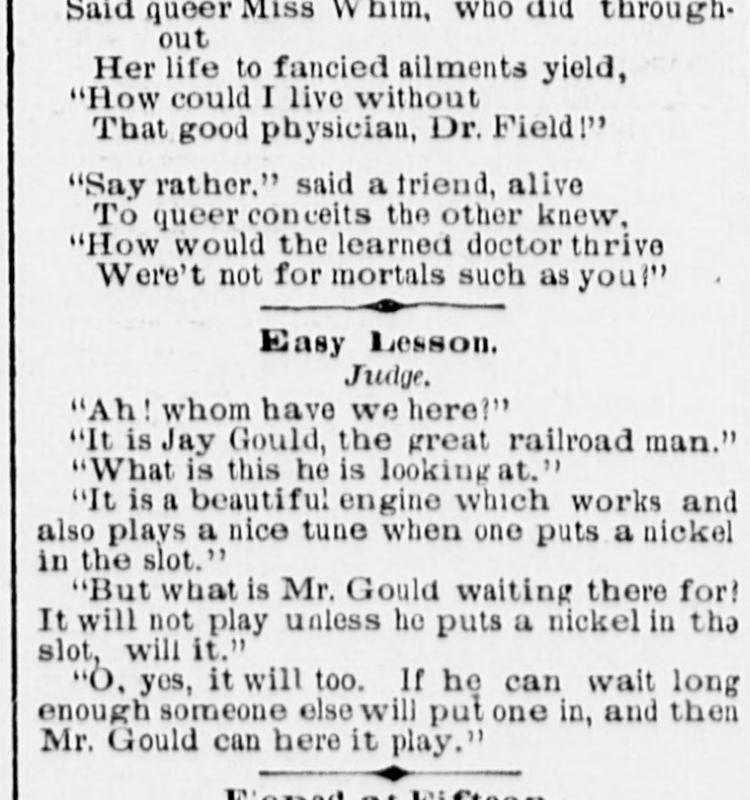 Said queer Miss Whim, who did through-
out
Her life to fancied ailments yield,
"How could I live without
That good physician, Dr. Field!"
"Say rather," said a friend, alive
To queer conceits the other knew,
"How would the learned doctor thrive
Were't not for mortals such as you?"
Easy Lesson.
Judge.
"Ah! whom have we here?"
"It is Jay Gould, the great railroad man."
"What is this he is looking at."
"It is a beautiful engine which works and
also plays a nice tune when one puts a nickel
in the slot."
"But what is Mr. Gould waiting there for?
It will not play unless he puts a nickel in the
slot, will it."
"O, yes, it will too. If he can wait long
enough someone else will put one in, and then
Mr. Gould can here it play."
at Fifteen